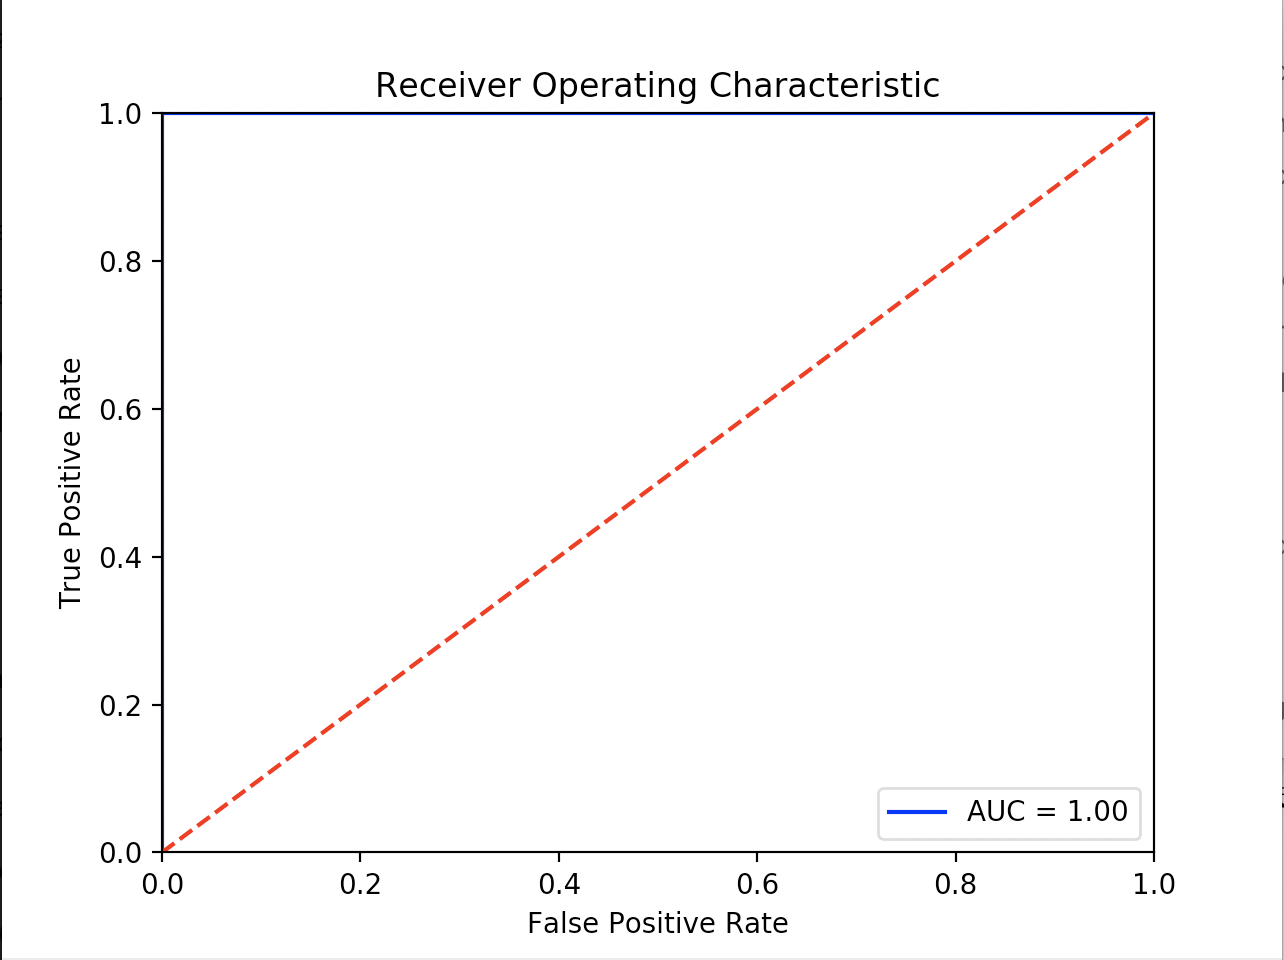 Receiver Operating Characteristic
1.0
0.8
0.6
0.4
0.2
0.0
True Positive Rate
AUC = 1.00
0.0 0.2 0.4 0.6 0.8 1.0
False Positive Rate